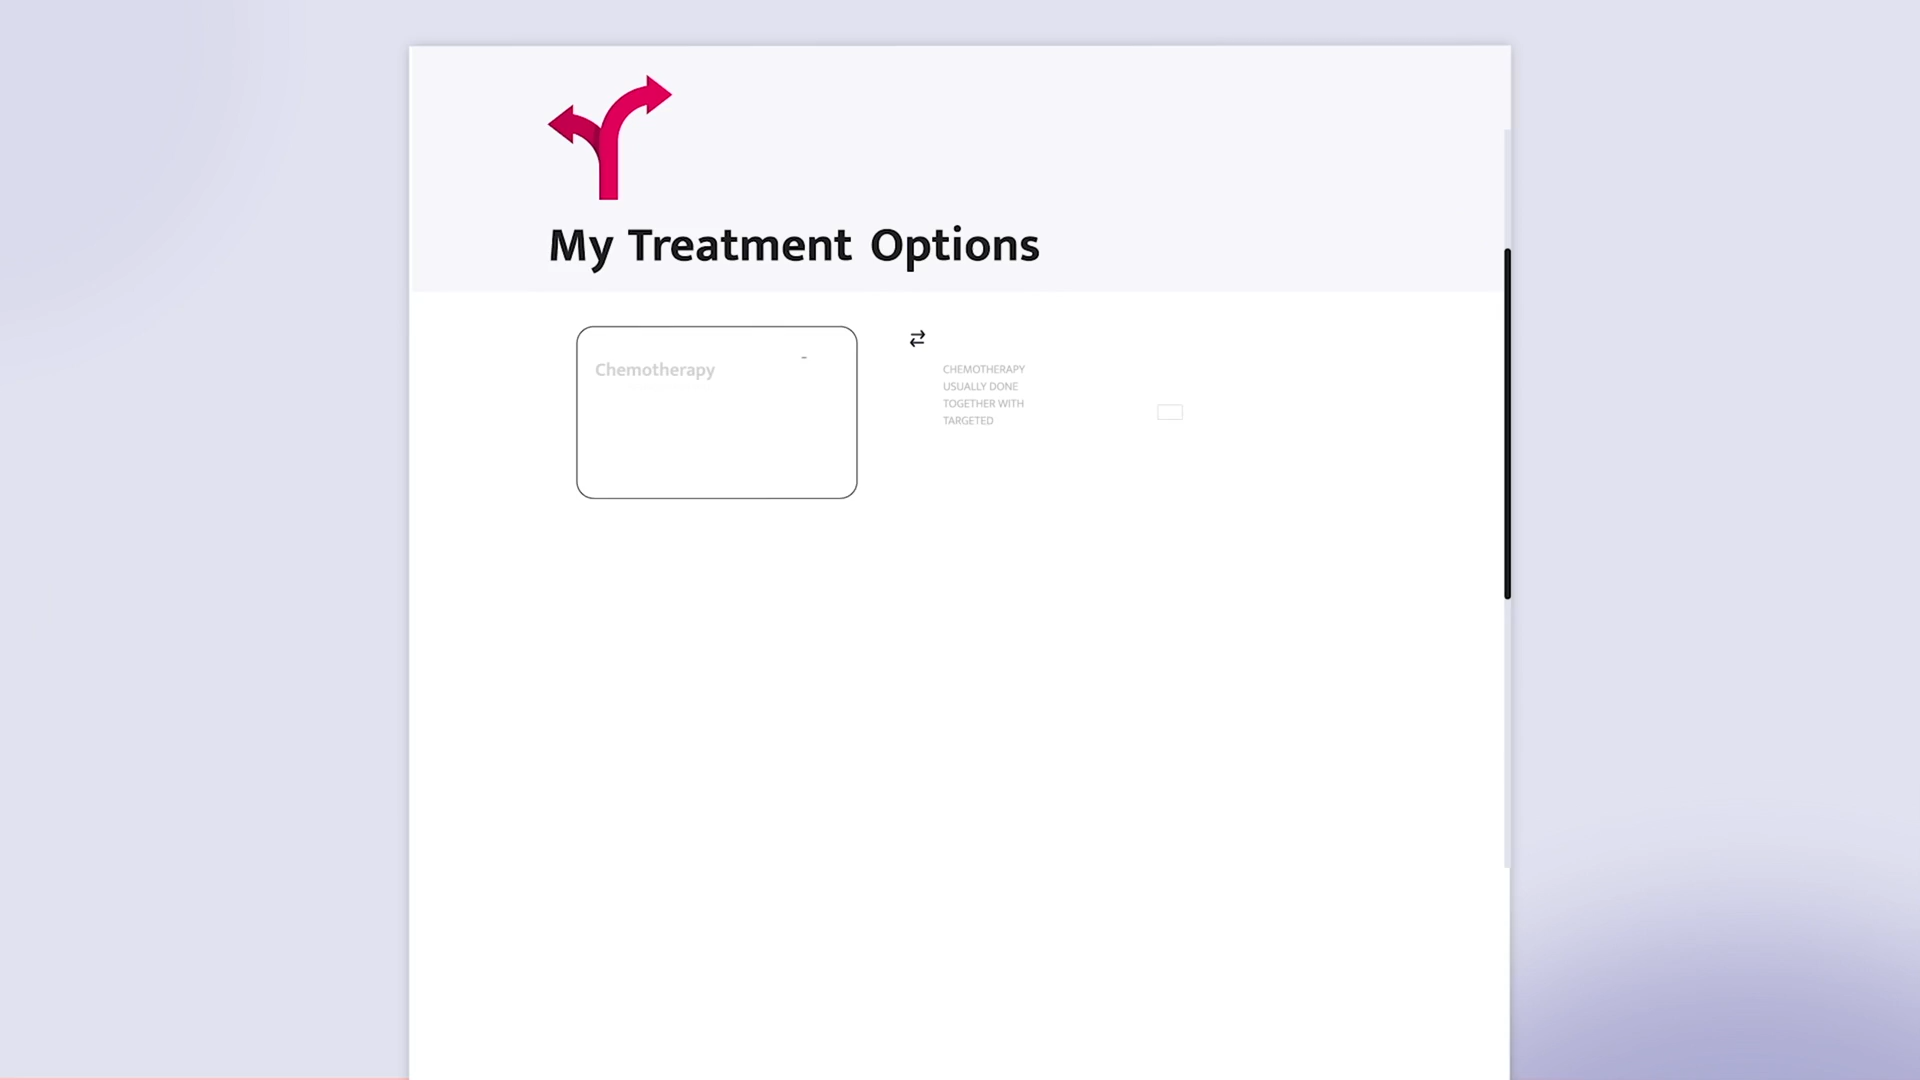 My Treatment Options
Chemotherapy
CHEMOTHERAPY
USUALLY DONE
TOGETHER WITH
TARGETED